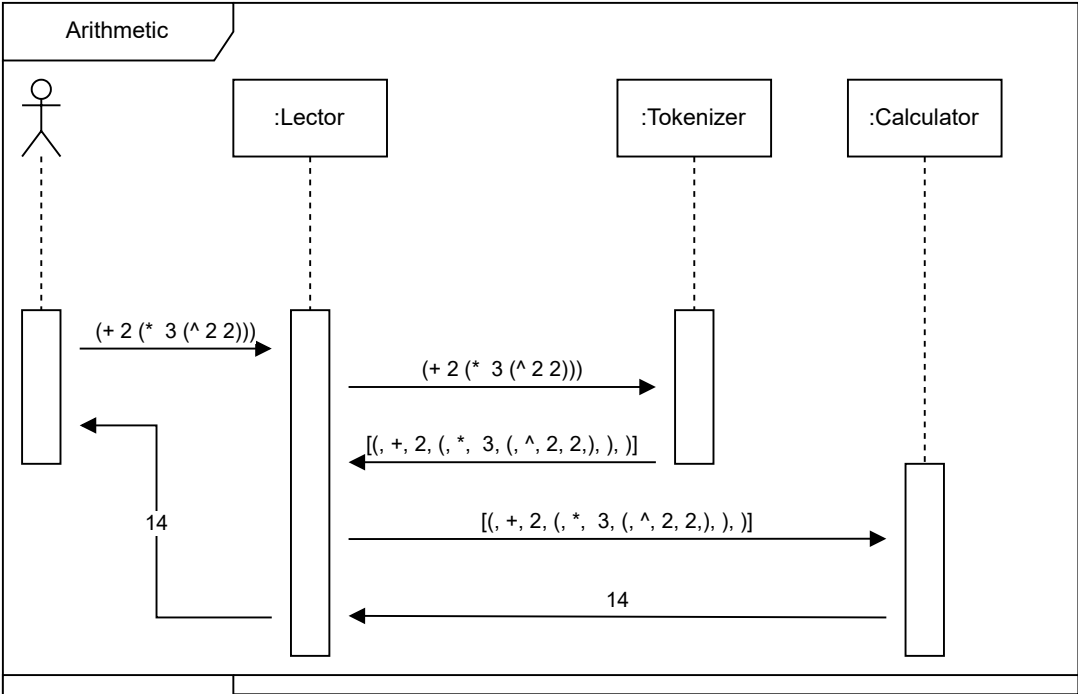 Arithmetic
:Lector
:Tokenizer
:Calculator
(+ 2 (*  3 (^ 2 2)))
(+ 2 (*  3 (^ 2 2)))
[(, +, 2, (, *,  3, (, ^, 2, 2,), ), )]
[(, +, 2, (, *,  3, (, ^, 2, 2,), ), )]
14
14